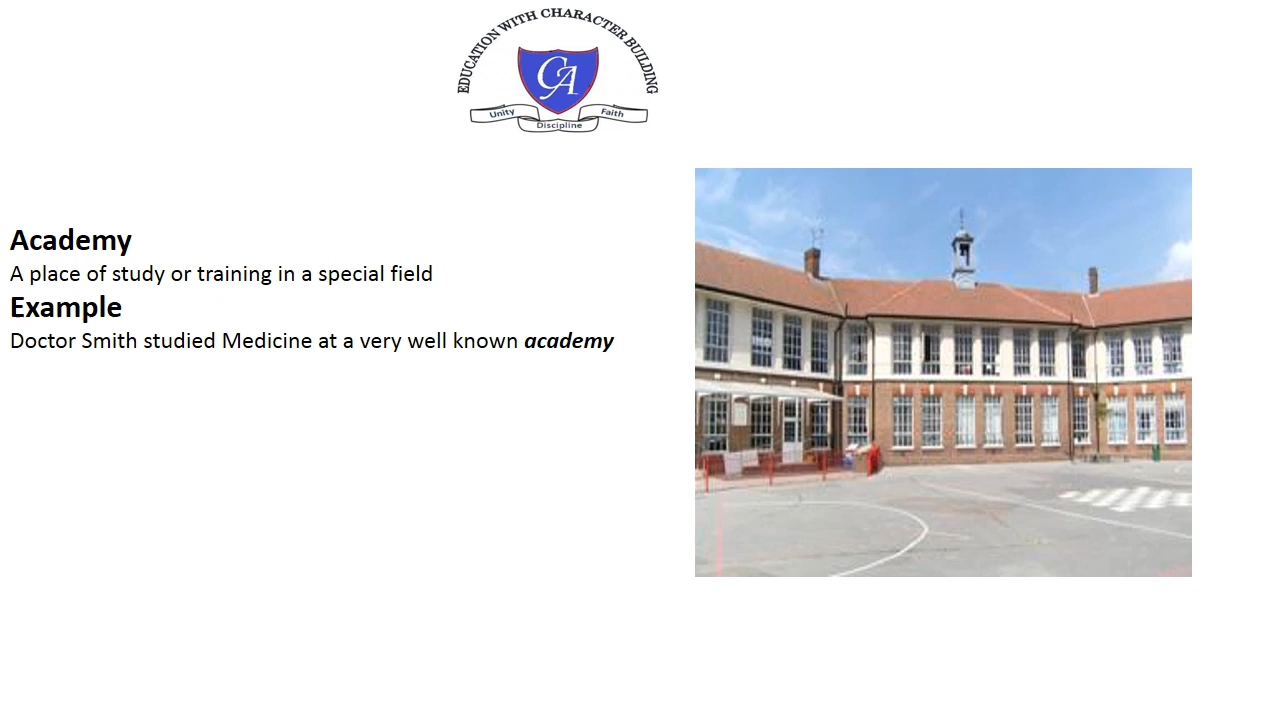 EDUCATION WITH CHARACTER BUILDING
CA
Unity
Faith
Discipline
Academy
A place of study or training in a special field
Example
Doctor Smith studied Medicine at a very well known academy